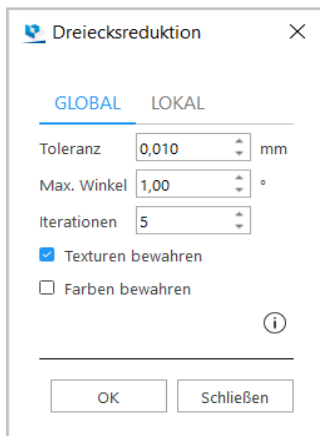 Dreiecksreduktion
GLOBAL LOKAL
Toleranz 0,010 mm
Max. Winkel 1,00 °
Iterationen 5
Texturen bewahren
Farben bewahren
OK Schließen